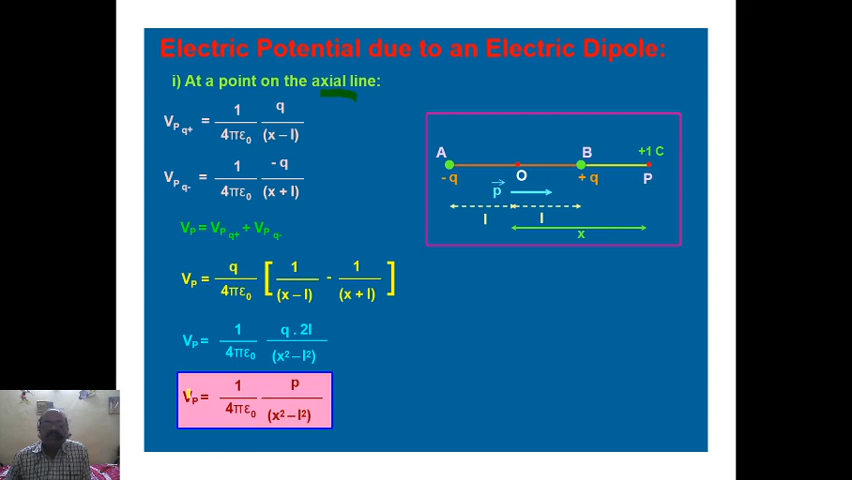 Electric Potential due to an Electric Dipole:
i) At a point on the axial line:
V_P q+ = 1/4πε₀ q/(x – l)
V_P q- = 1/4πε₀ - q/(x + l)
V_P = V_P q+ + V_P q-
V_P = q/4πε₀ [ 1/(x – l) - 1/(x + l) ]
V_P = 1/4πε₀ q . 2l/(x² – l²)
V_P = 1/4πε₀ p/(x² – l²)
A B +1 C
- q O + q P
p
l l
x